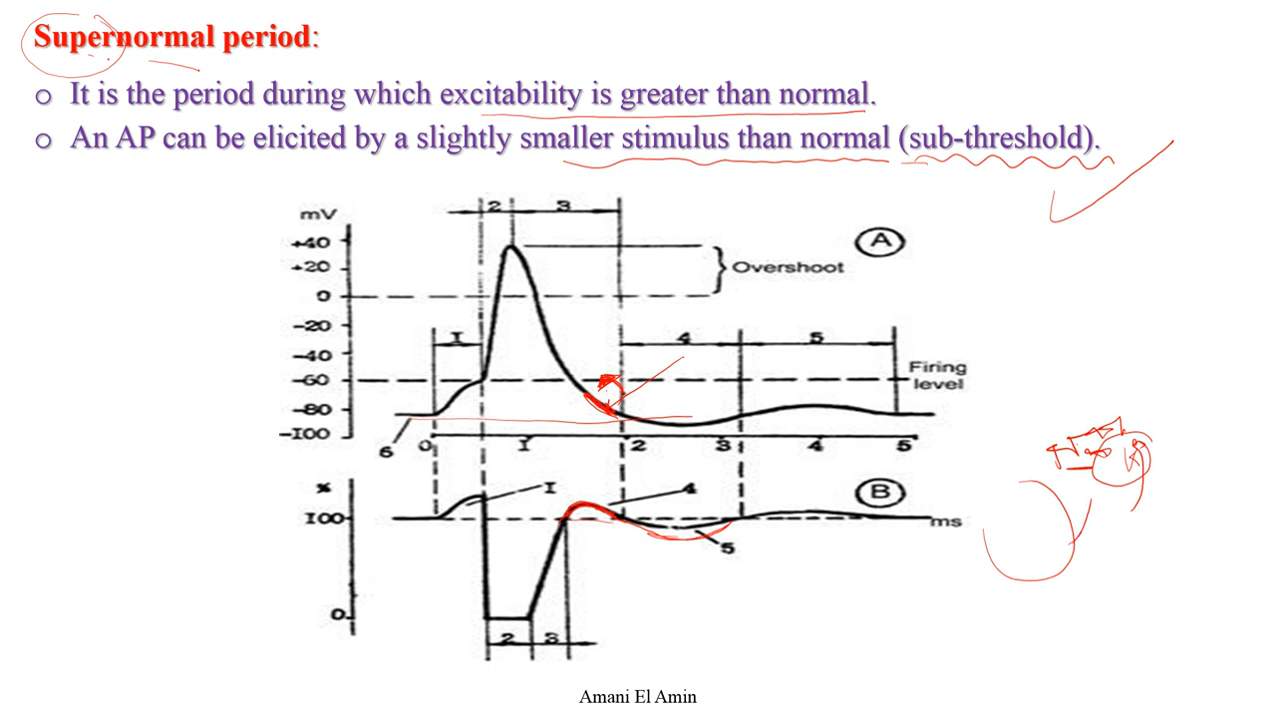 Supernormal period:
o It is the period during which excitability is greater than normal.
o An AP can be elicited by a slightly smaller stimulus than normal (sub-threshold).
2 3
mV
+40
+20
0
-20
-40
-60
-80
-100
A
Overshoot
I
4 5
Firing
level
6
0 I 2 3 4 5
%
I00
0
I
4
B
ms
5
2 3
Amani El Amin